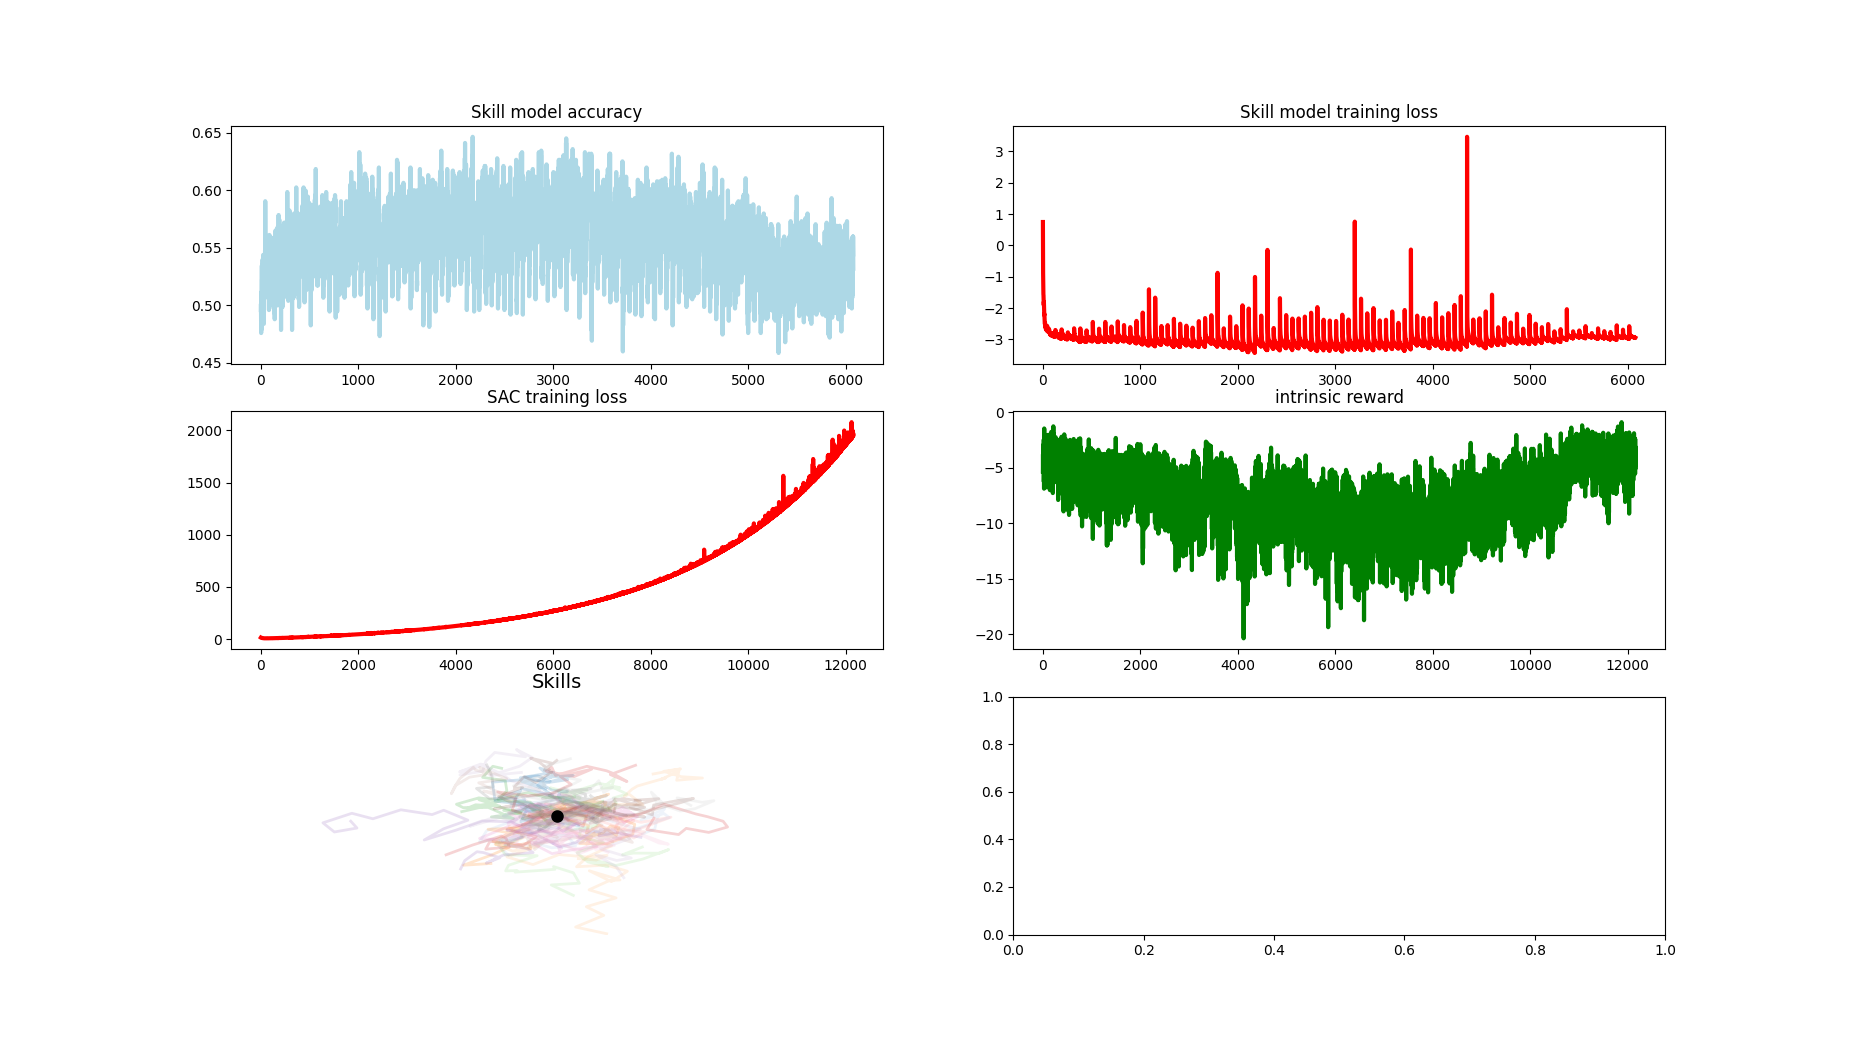 Skill model accuracy
0.65
0.60
0.55
0.50
0.45
0 1000 2000 3000 4000 5000 6000
Skill model training loss
3
2
1
0
−1
−2
−3
0 1000 2000 3000 4000 5000 6000
SAC training loss
2000
1500
1000
500
0
0 2000 4000 6000 8000 10000 12000
intrinsic reward
0
−5
−10
−15
−20
0 2000 4000 6000 8000 10000 12000
Skills
1.0
0.8
0.6
0.4
0.2
0.0
0.0 0.2 0.4 0.6 0.8 1.0